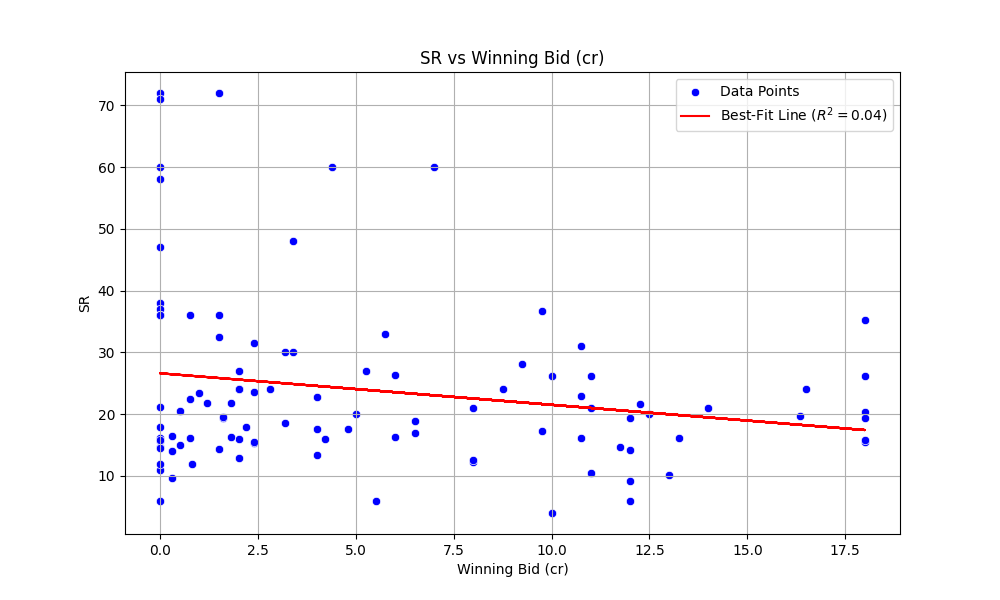 SR vs Winning Bid (cr)
Data Points
Best-Fit Line (R² = 0.04)
70
60
50
40
30
20
10
SR
0.0 2.5 5.0 7.5 10.0 12.5 15.0 17.5
Winning Bid (cr)